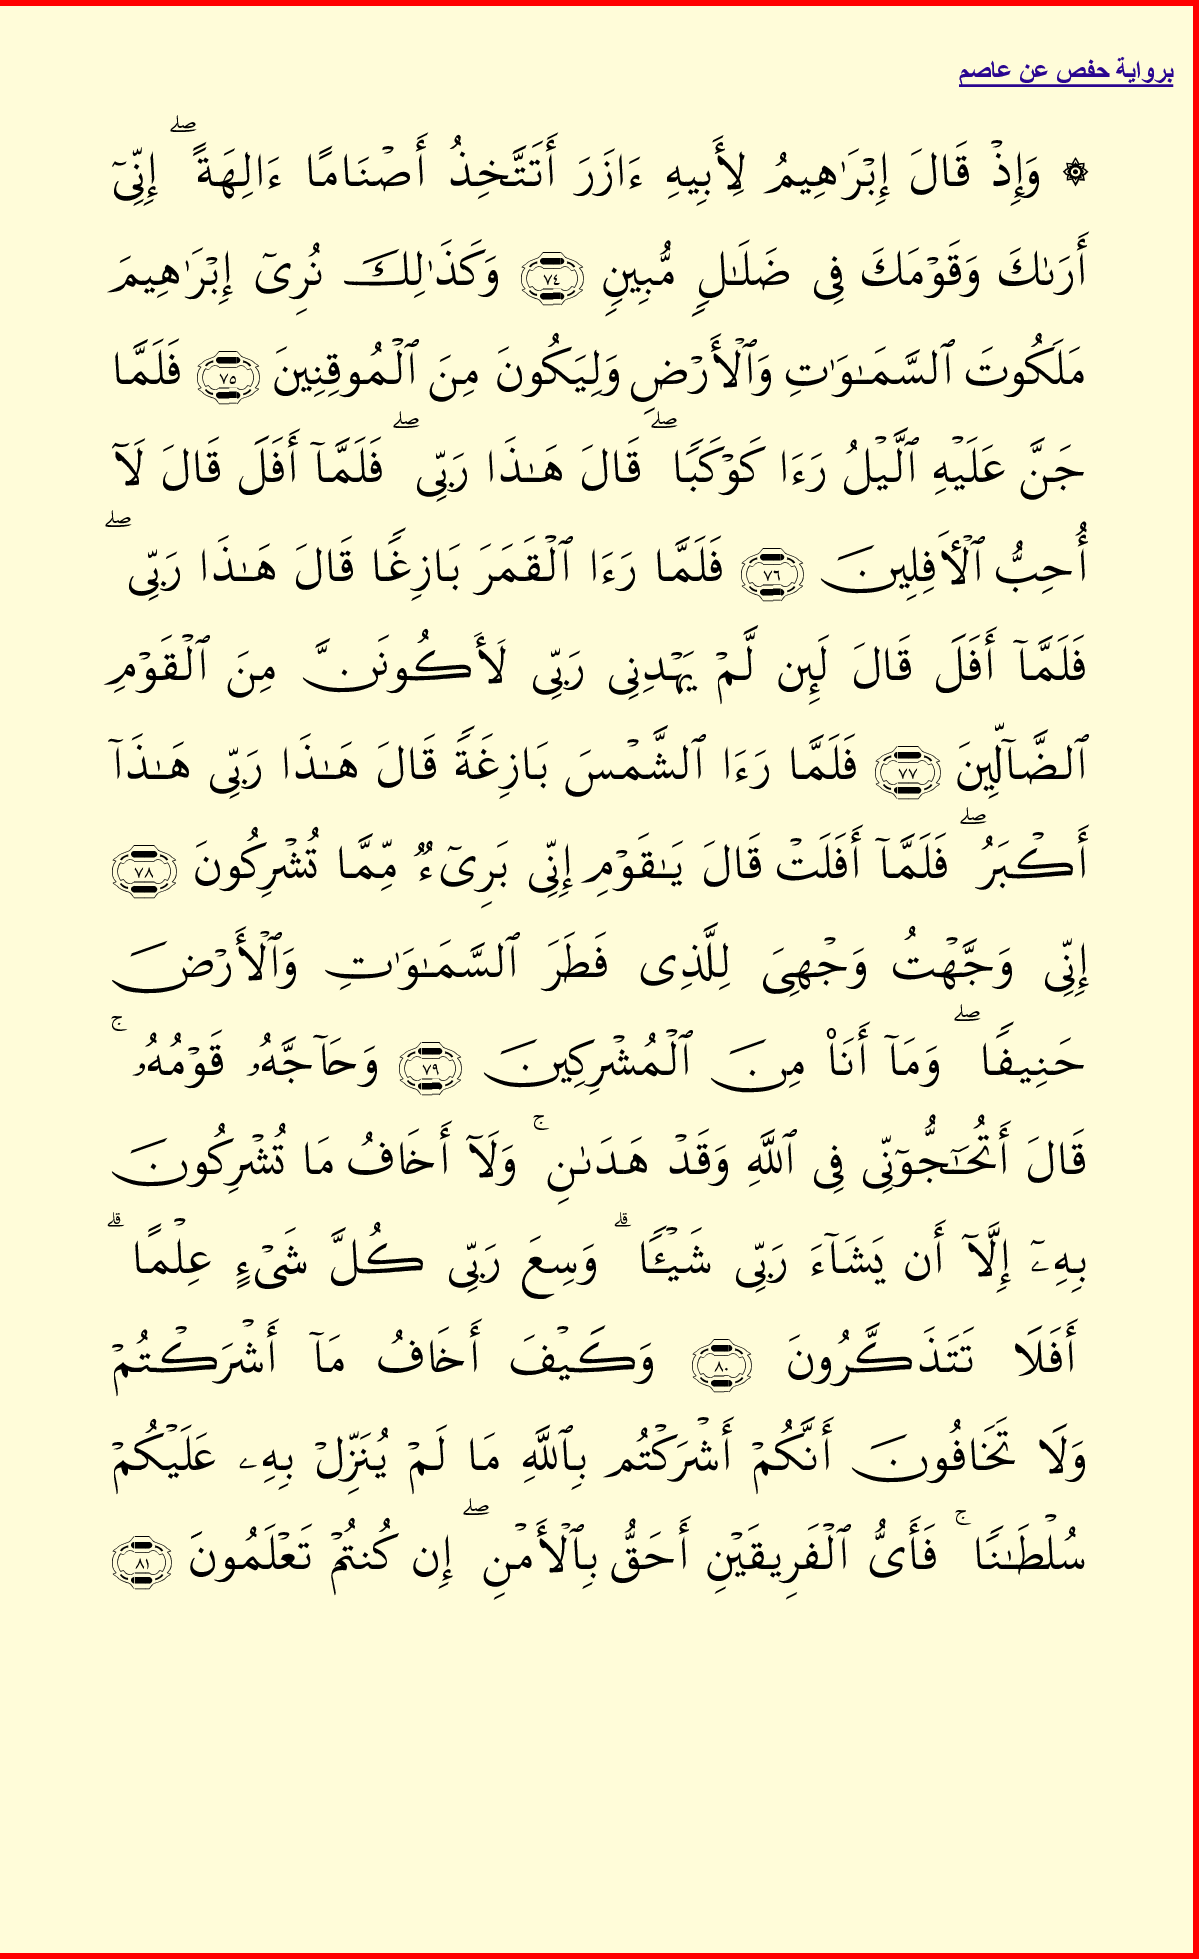 برواية حفص عن عاصم
۞ وَإِذْ قَالَ إِبْرَٰهِيمُ لِأَبِيهِ ءَازَرَ أَتَتَّخِذُ أَصْنَامًا ءَالِهَةً ۖ إِنِّىٓ
أَرَىٰكَ وَقَوْمَكَ فِى ضَلَـٰلٍ مُّبِينٍ ﴿٧٤﴾ وَكَذَٰلِكَ نُرِىٓ إِبْرَٰهِيمَ
مَلَكُوتَ ٱلسَّمَـٰوَٰتِ وَٱلْأَرْضِ وَلِيَكُونَ مِنَ ٱلْمُوقِنِينَ ﴿٧٥﴾ فَلَمَّا
جَنَّ عَلَيْهِ ٱلَّيْلُ رَءَا كَوْكَبًا ۖ قَالَ هَـٰذَا رَبِّى ۖ فَلَمَّآ أَفَلَ قَالَ لَآ
أُحِبُّ ٱلْـَٔافِلِينَ ﴿٧٦﴾ فَلَمَّا رَءَا ٱلْقَمَرَ بَازِغًا قَالَ هَـٰذَا رَبِّى ۖ
فَلَمَّآ أَفَلَ قَالَ لَئِن لَّمْ يَهْدِنِى رَبِّى لَأَكُونَنَّ مِنَ ٱلْقَوْمِ
ٱلضَّآلِّينَ ﴿٧٧﴾ فَلَمَّا رَءَا ٱلشَّمْسَ بَازِغَةً قَالَ هَـٰذَا رَبِّى هَـٰذَآ
أَكْبَرُ ۖ فَلَمَّآ أَفَلَتْ قَالَ يَـٰقَوْمِ إِنِّى بَرِىٓءٌ مِّمَّا تُشْرِكُونَ ﴿٧٨﴾
إِنِّى وَجَّهْتُ وَجْهِىَ لِلَّذِى فَطَرَ ٱلسَّمَـٰوَٰتِ وَٱلْأَرْضَ
حَنِيفًا ۖ وَمَآ أَنَا۠ مِنَ ٱلْمُشْرِكِينَ ﴿٧٩﴾ وَحَآجَّهُۥ قَوْمُهُۥ ۚ
قَالَ أَتُحَـٰٓجُّوٓنِّى فِى ٱللَّهِ وَقَدْ هَدَىٰنِ ۚ وَلَآ أَخَافُ مَا تُشْرِكُونَ
بِهِۦٓ إِلَّآ أَن يَشَآءَ رَبِّى شَيْـًٔا ۗ وَسِعَ رَبِّى كُلَّ شَىْءٍ عِلْمًا ۗ
أَفَلَا تَتَذَكَّرُونَ ﴿٨٠﴾ وَكَيْفَ أَخَافُ مَآ أَشْرَكْتُمْ
وَلَا تَخَافُونَ أَنَّكُمْ أَشْرَكْتُم بِٱللَّهِ مَا لَمْ يُنَزِّلْ بِهِۦ عَلَيْكُمْ
سُلْطَـٰنًا ۚ فَأَىُّ ٱلْفَرِيقَيْنِ أَحَقُّ بِٱلْأَمْنِ ۖ إِن كُنتُمْ تَعْلَمُونَ ﴿٨١﴾